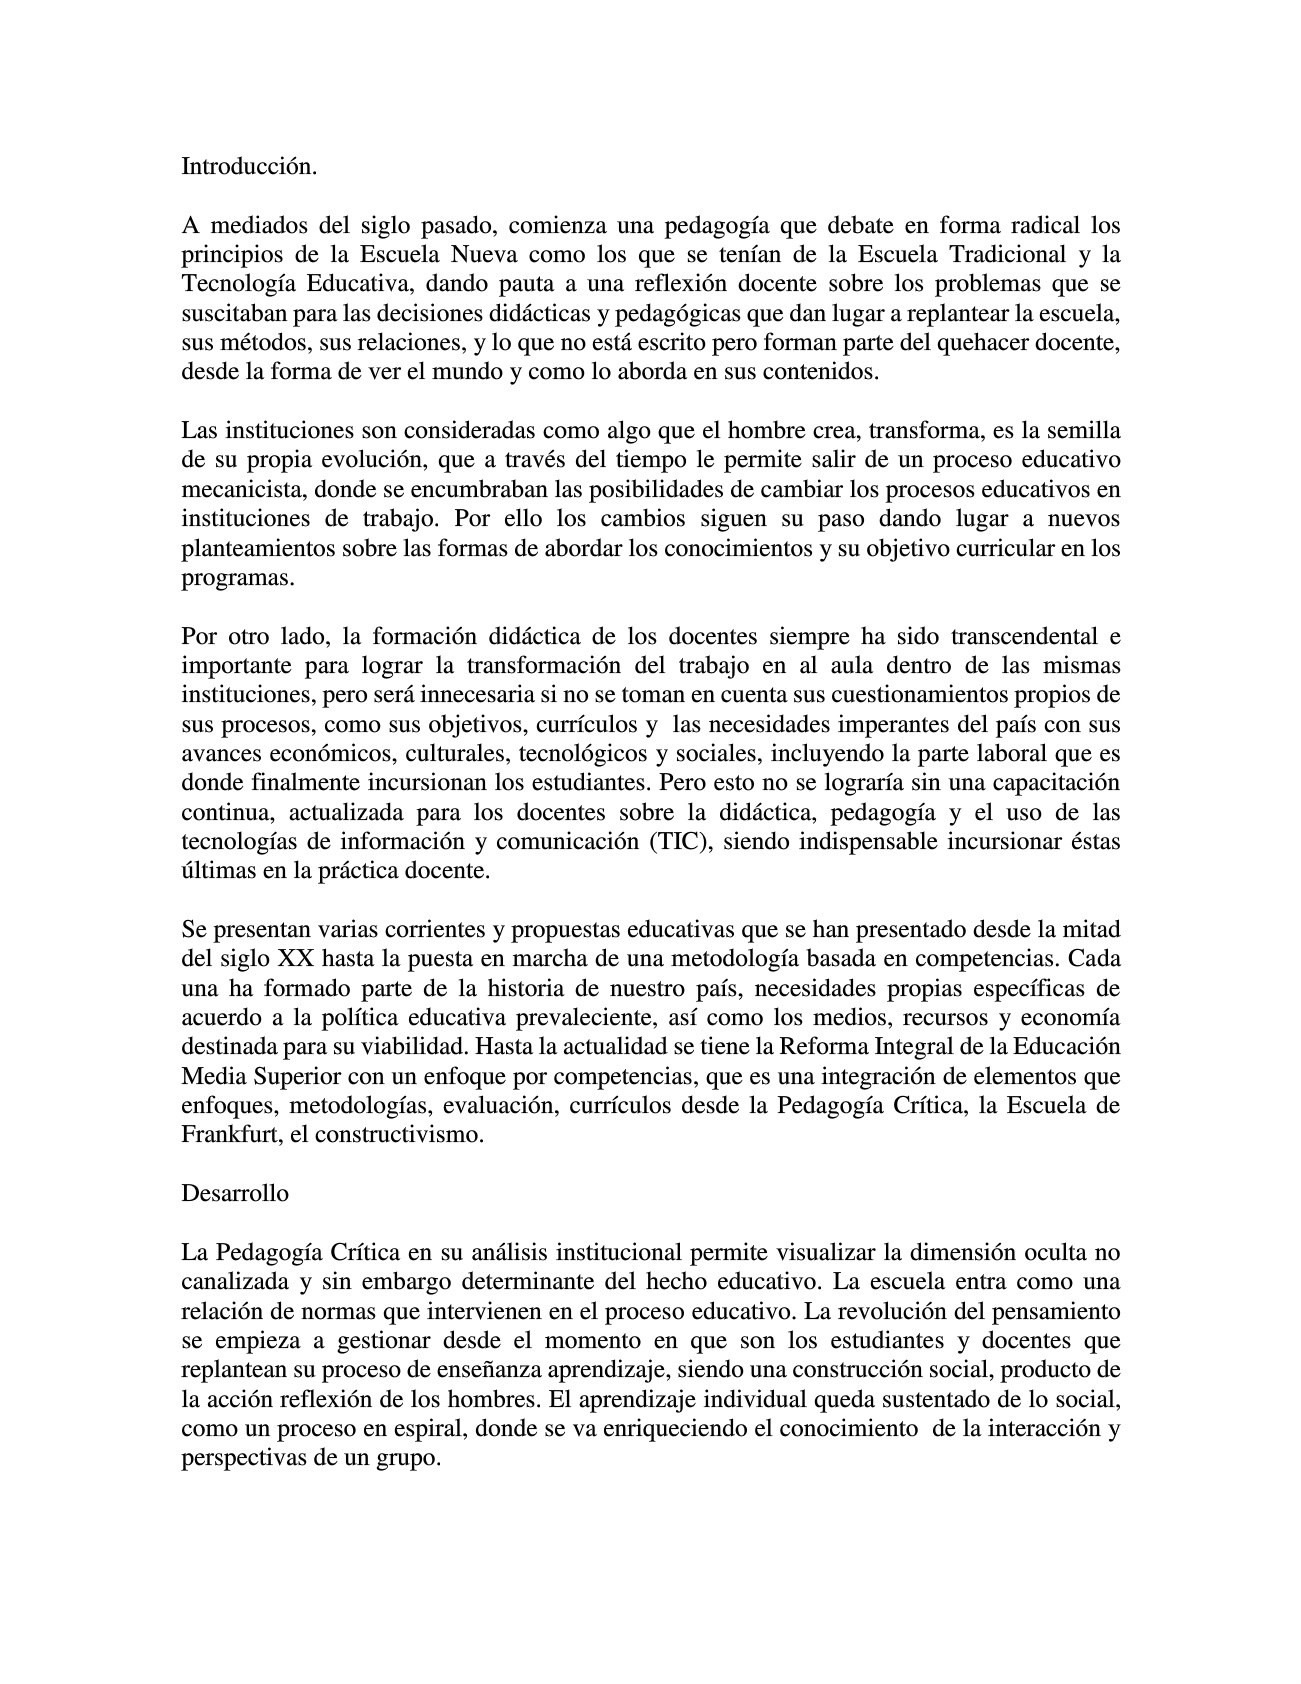 Introducción.
A mediados del siglo pasado, comienza una pedagogía que debate en forma radical los
principios de la Escuela Nueva como los que se tenían de la Escuela Tradicional y la
Tecnología Educativa, dando pauta a una reflexión docente sobre los problemas que se
suscitaban para las decisiones didácticas y pedagógicas que dan lugar a replantear la escuela,
sus métodos, sus relaciones, y lo que no está escrito pero forman parte del quehacer docente,
desde la forma de ver el mundo y como lo aborda en sus contenidos.
Las instituciones son consideradas como algo que el hombre crea, transforma, es la semilla
de su propia evolución, que a través del tiempo le permite salir de un proceso educativo
mecanicista, donde se encumbraban las posibilidades de cambiar los procesos educativos en
instituciones de trabajo. Por ello los cambios siguen su paso dando lugar a nuevos
planteamientos sobre las formas de abordar los conocimientos y su objetivo curricular en los
programas.
Por otro lado, la formación didáctica de los docentes siempre ha sido transcendental e
importante para lograr la transformación del trabajo en al aula dentro de las mismas
instituciones, pero será innecesaria si no se toman en cuenta sus cuestionamientos propios de
sus procesos, como sus objetivos, currículos y  las necesidades imperantes del país con sus
avances económicos, culturales, tecnológicos y sociales, incluyendo la parte laboral que es
donde finalmente incursionan los estudiantes. Pero esto no se lograría sin una capacitación
continua, actualizada para los docentes sobre la didáctica, pedagogía y el uso de las
tecnologías de información y comunicación (TIC), siendo indispensable incursionar éstas
últimas en la práctica docente.
Se presentan varias corrientes y propuestas educativas que se han presentado desde la mitad
del siglo XX hasta la puesta en marcha de una metodología basada en competencias. Cada
una ha formado parte de la historia de nuestro país, necesidades propias específicas de
acuerdo a la política educativa prevaleciente, así como los medios, recursos y economía
destinada para su viabilidad. Hasta la actualidad se tiene la Reforma Integral de la Educación
Media Superior con un enfoque por competencias, que es una integración de elementos que
enfoques, metodologías, evaluación, currículos desde la Pedagogía Crítica, la Escuela de
Frankfurt, el constructivismo.
Desarrollo
La Pedagogía Crítica en su análisis institucional permite visualizar la dimensión oculta no
canalizada y sin embargo determinante del hecho educativo. La escuela entra como una
relación de normas que intervienen en el proceso educativo. La revolución del pensamiento
se empieza a gestionar desde el momento en que son los estudiantes y docentes que
replantean su proceso de enseñanza aprendizaje, siendo una construcción social, producto de
la acción reflexión de los hombres. El aprendizaje individual queda sustentado de lo social,
como un proceso en espiral, donde se va enriqueciendo el conocimiento  de la interacción y
perspectivas de un grupo.